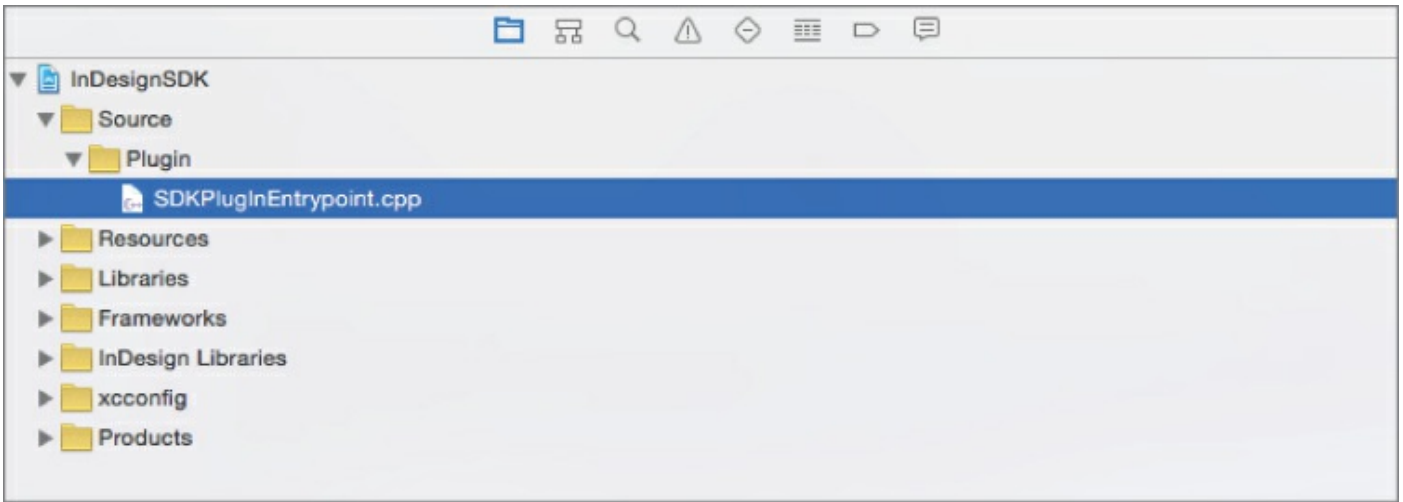 InDesignSDK
Source
Plugin
SDKPlugInEntrypoint.cpp
Resources
Libraries
Frameworks
InDesign Libraries
xcconfig
Products